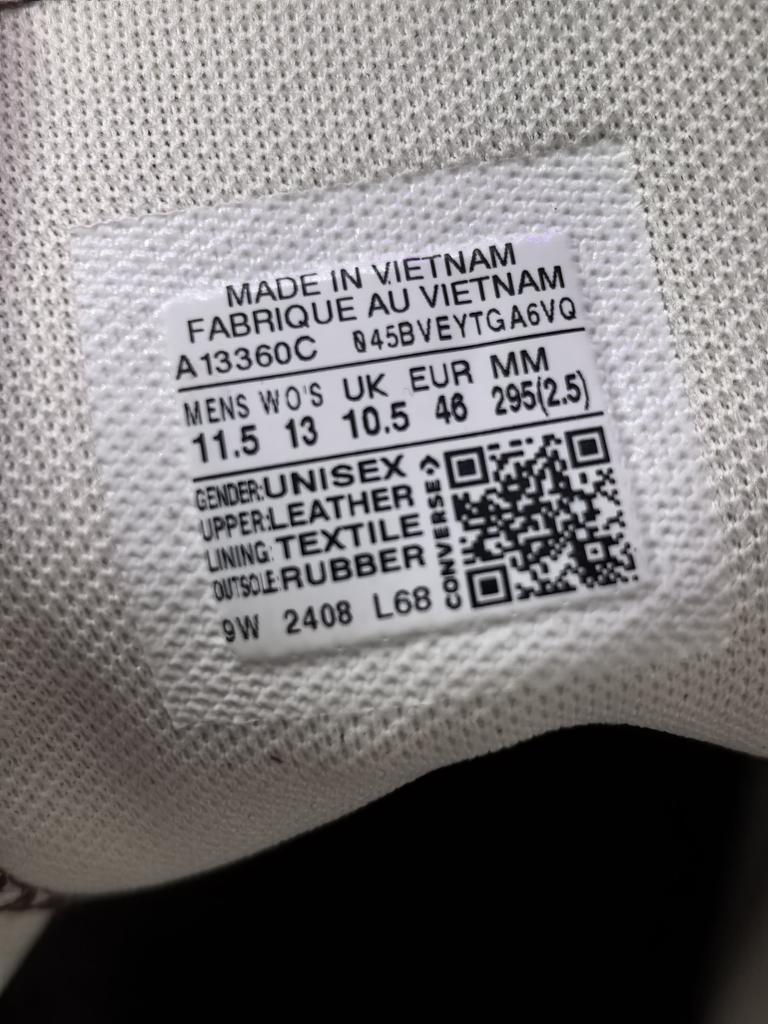 MADE IN VIETNAM
FABRIQUE AU VIETNAM
A13360C 045BVEYTGA6VQ
MENS WO'S UK EUR MM
11.5 13 10.5 46 295(2.5)
GENDER:UNISEX
UPPER:LEATHER
LINING:TEXTILE
OUTSOLE:RUBBER
CONVERSE
9W 2408 L68